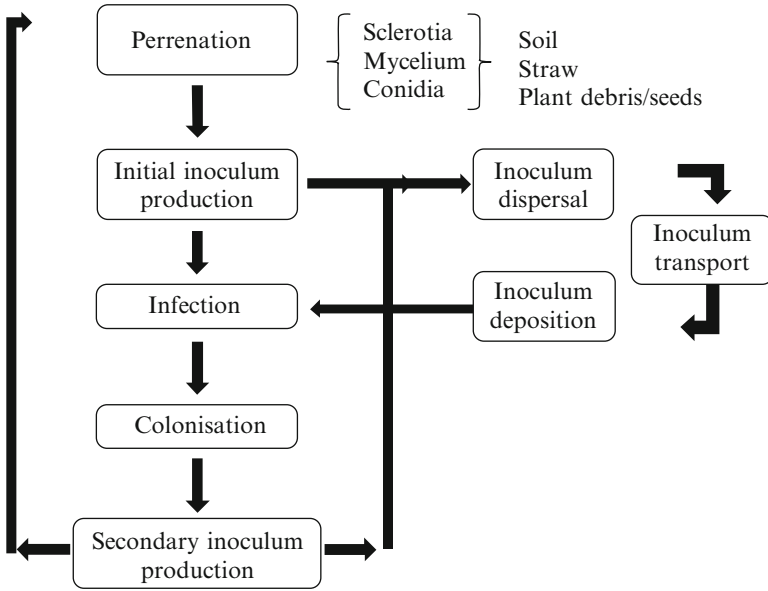 Perrenation
Sclerotia
Mycelium
Conidia
Soil
Straw
Plant debris/seeds
Initial inoculum
production
Inoculum
dispersal
Inoculum
transport
Infection
Inoculum
deposition
Colonisation
Secondary inoculum
production